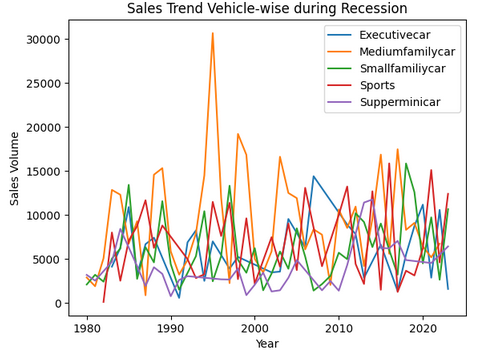 Sales Trend Vehicle-wise during Recession
Executivecar
Mediumfamilycar
Smallfamiliycar
Sports
Supperminicar
30000
25000
20000
15000
10000
5000
0
Sales Volume
1980 1990 2000 2010 2020
Year